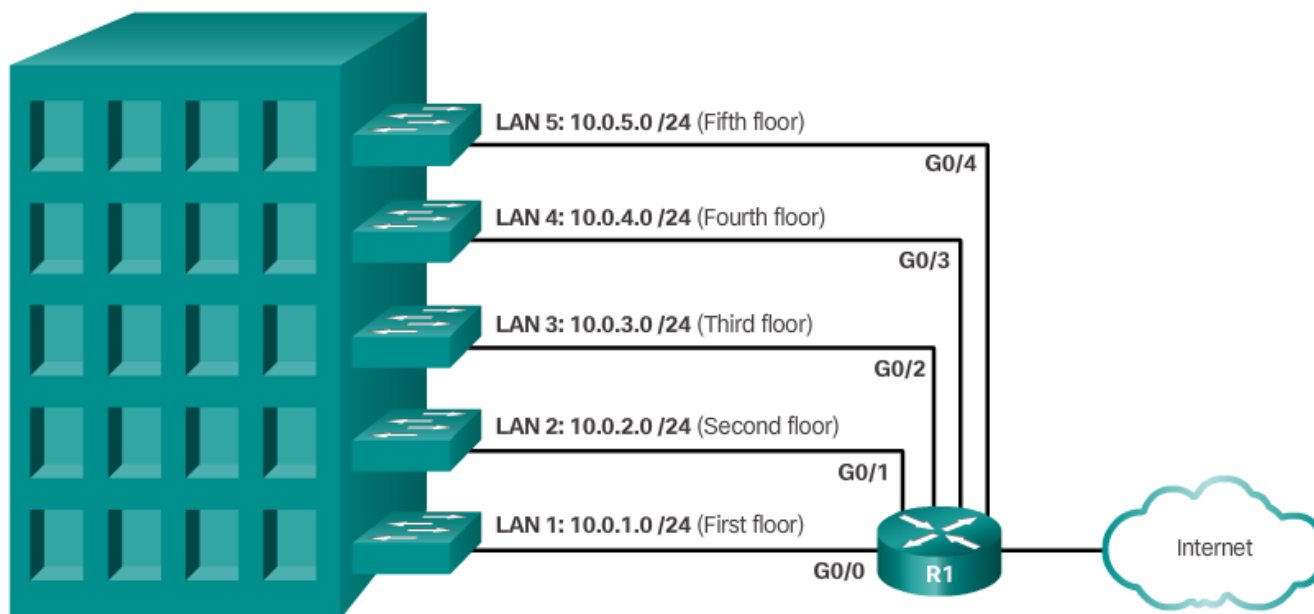 LAN 5: 10.0.5.0 /24 (Fifth floor)
G0/4
LAN 4: 10.0.4.0 /24 (Fourth floor)
G0/3
LAN 3: 10.0.3.0 /24 (Third floor)
G0/2
LAN 2: 10.0.2.0 /24 (Second floor)
G0/1
LAN 1: 10.0.1.0 /24 (First floor)
G0/0
R1
Internet